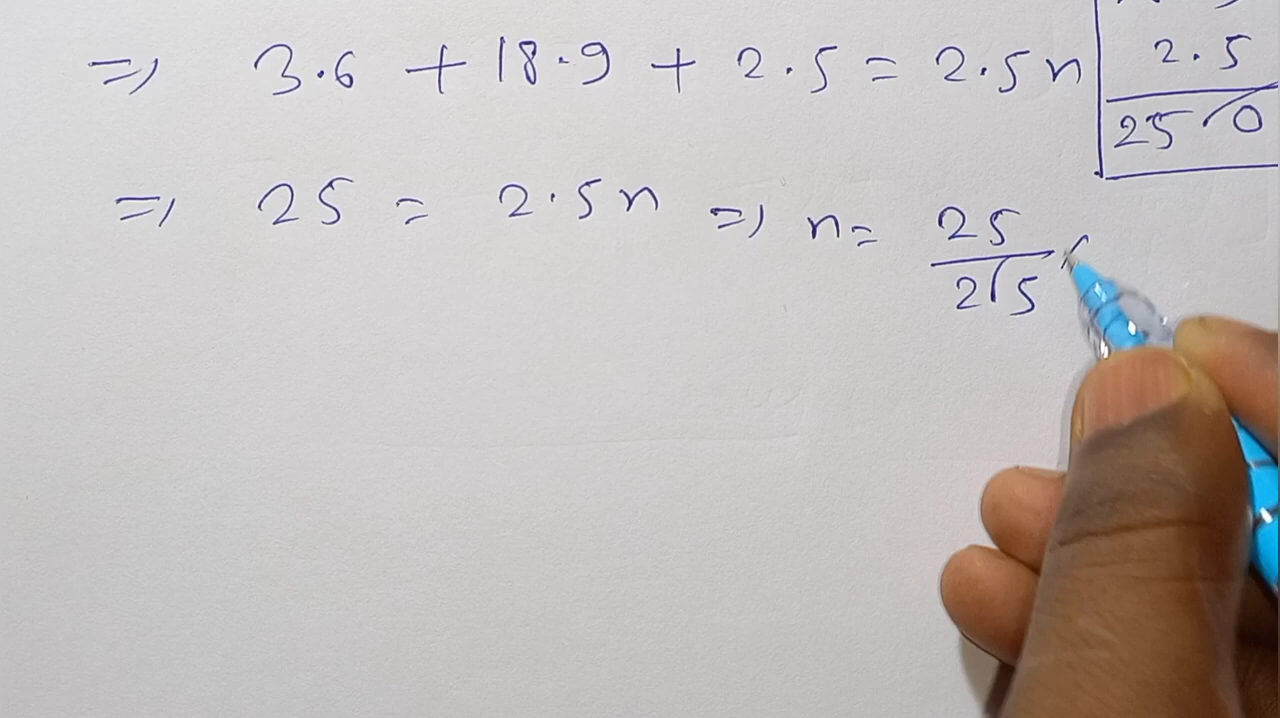 => 3.6 + 18.9 + 2.5 = 2.5n
2.5
25/0
=> 25 = 2.5n => n = 25
2/5